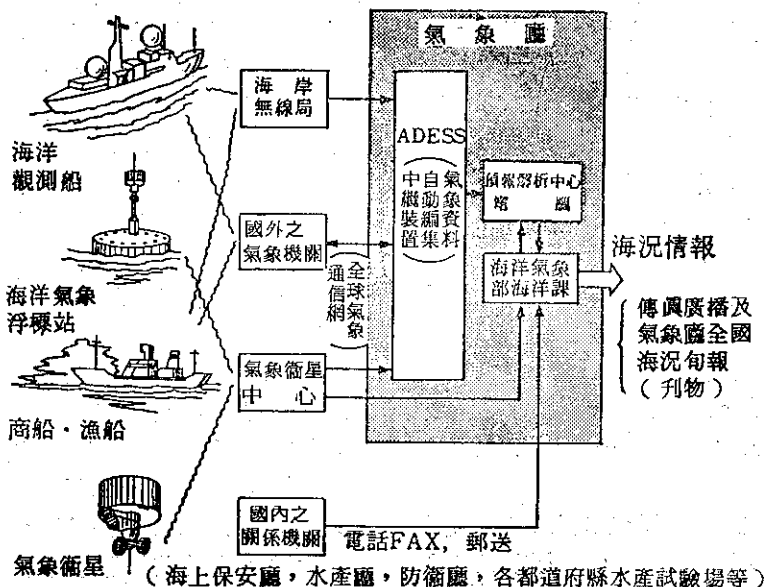 氣象廳
海洋
觀測船
海岸
無線局
海洋氣象
浮標站
國外之
氣象機關
全球氣象
通信網
ADESS
(氣象資料
自動編集
中繼裝置)
預報解析中心
海洋氣象
部海洋課
海況情報
傳眞廣播及
氣象廳全國
海況旬報
(刊物)
商船·漁船
氣象衛星
中心
氣象衛星
國內之
關係機關
電話FAX, 郵送
(海上保安廳,水產廳,防衛廳,各都道府縣水產試驗場等)